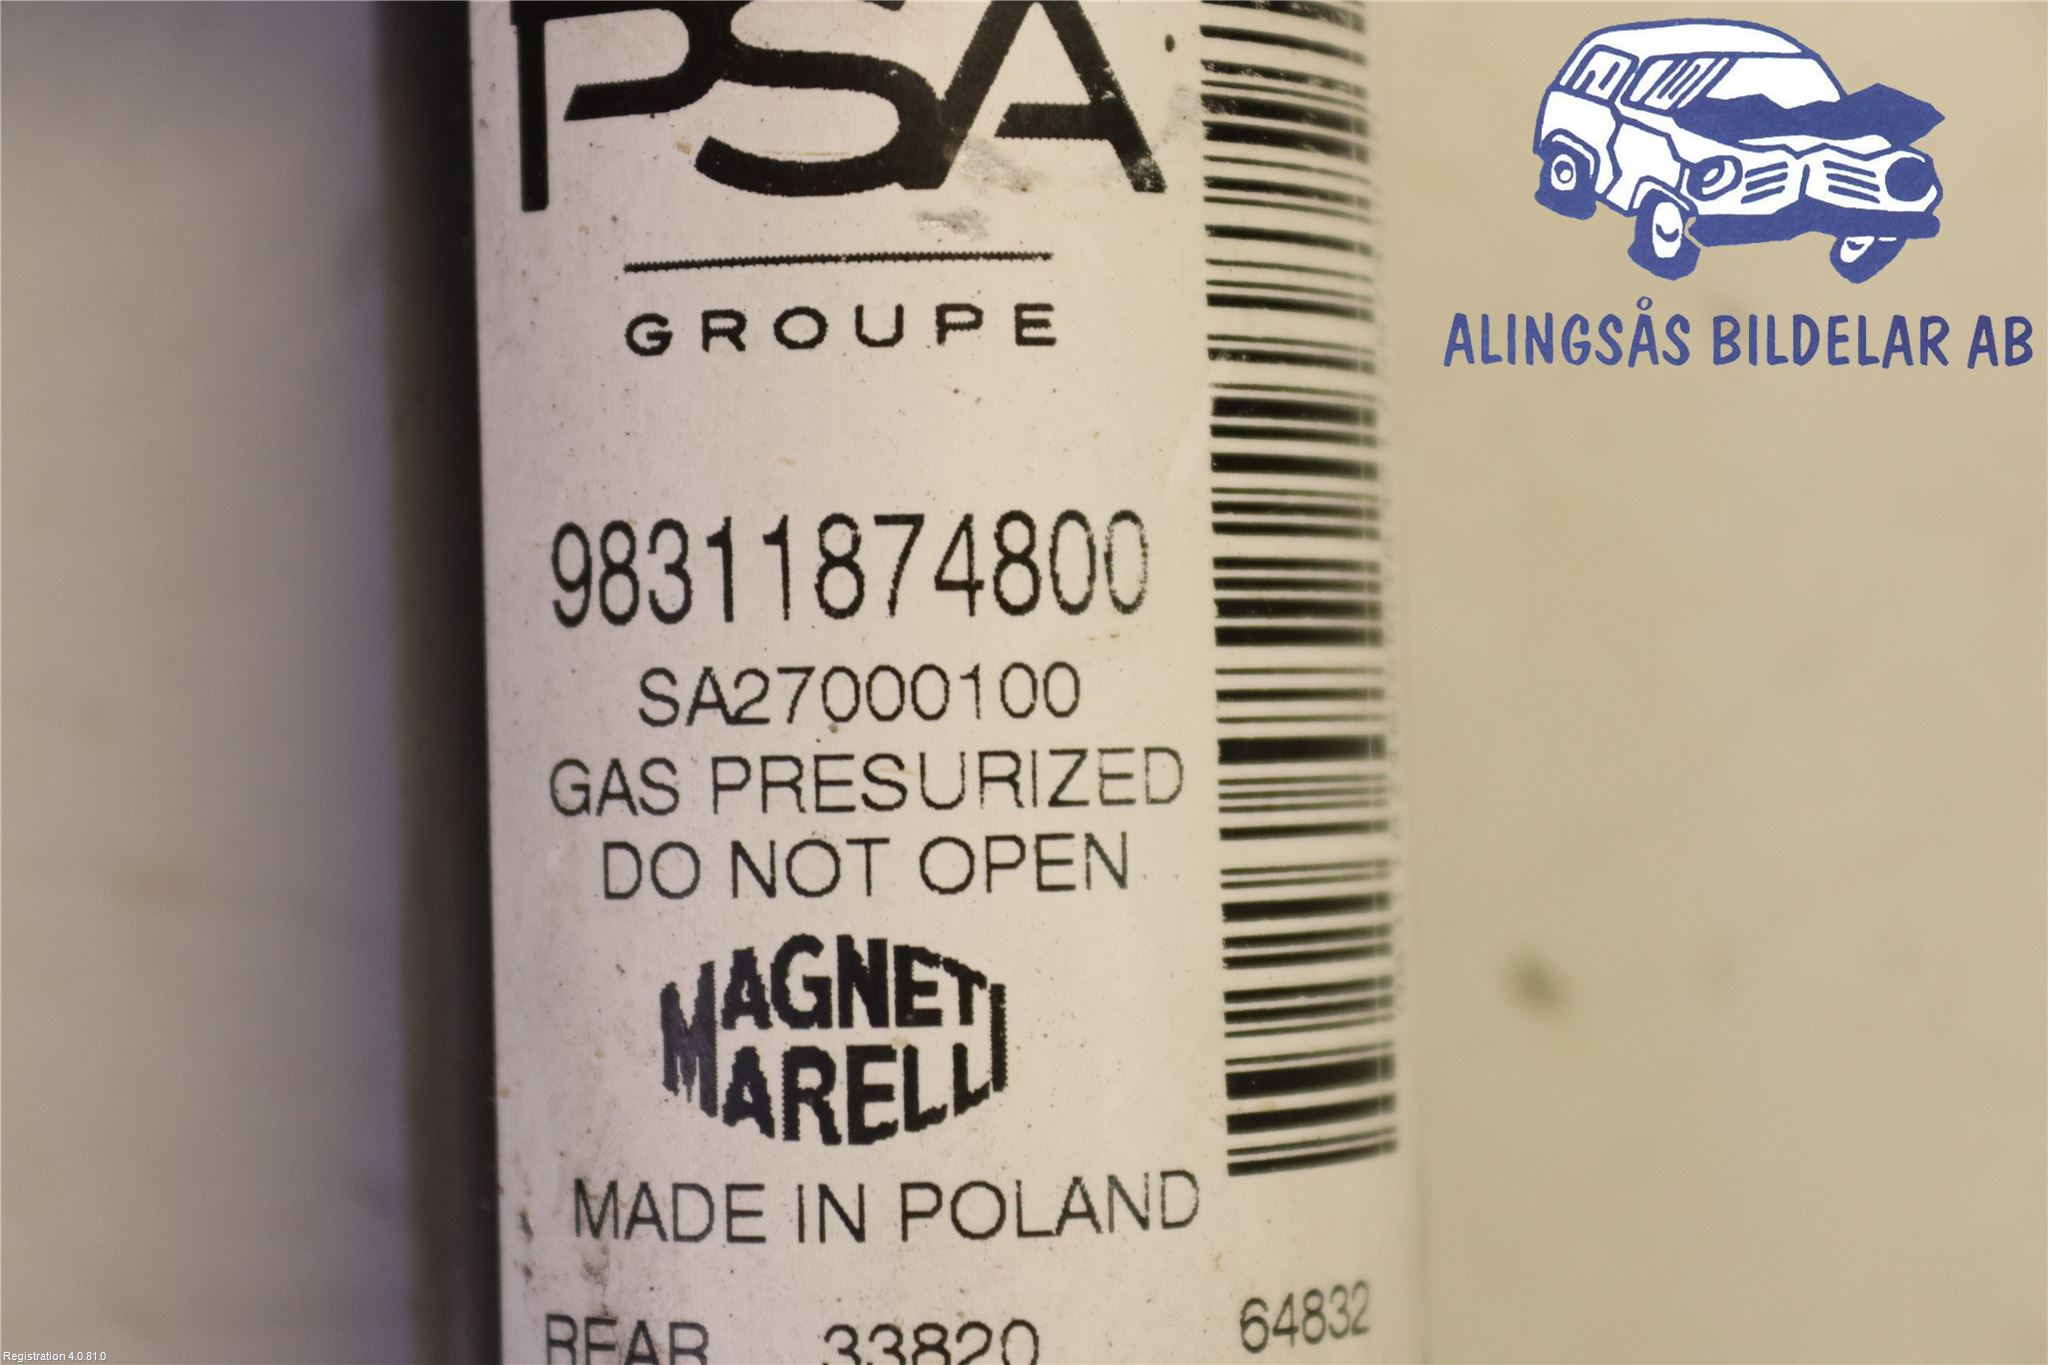 PSA
GROUPE
98311874800
SA27000100
GAS PRESURIZED
DO NOT OPEN
MAGNETI
MARELLI
MADE IN POLAND
REAR 33820
64832
ALINGSÅS BILDELAR AB
Registration 4.0.81.0